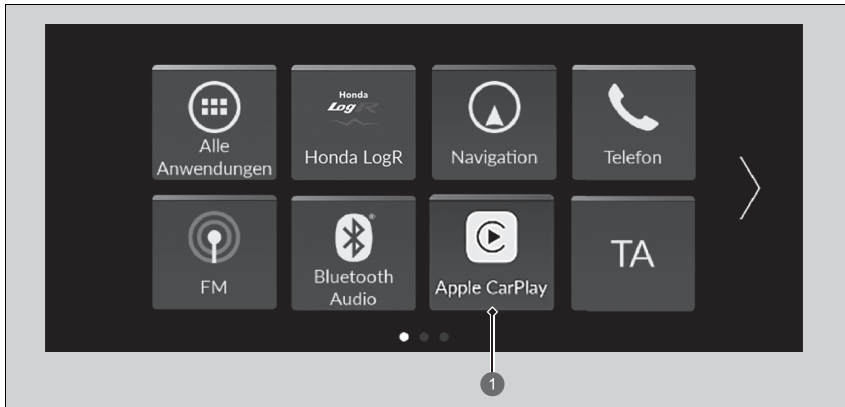 Alle
Anwendungen
Honda
LogR
Honda LogR
Navigation
Telefon
FM
Bluetooth
Audio
Apple CarPlay
TA
1